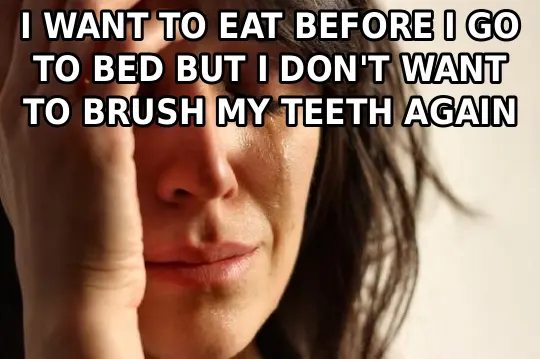 I WANT TO EAT BEFORE I GO
TO BED BUT I DON'T WANT
TO BRUSH MY TEETH AGAIN